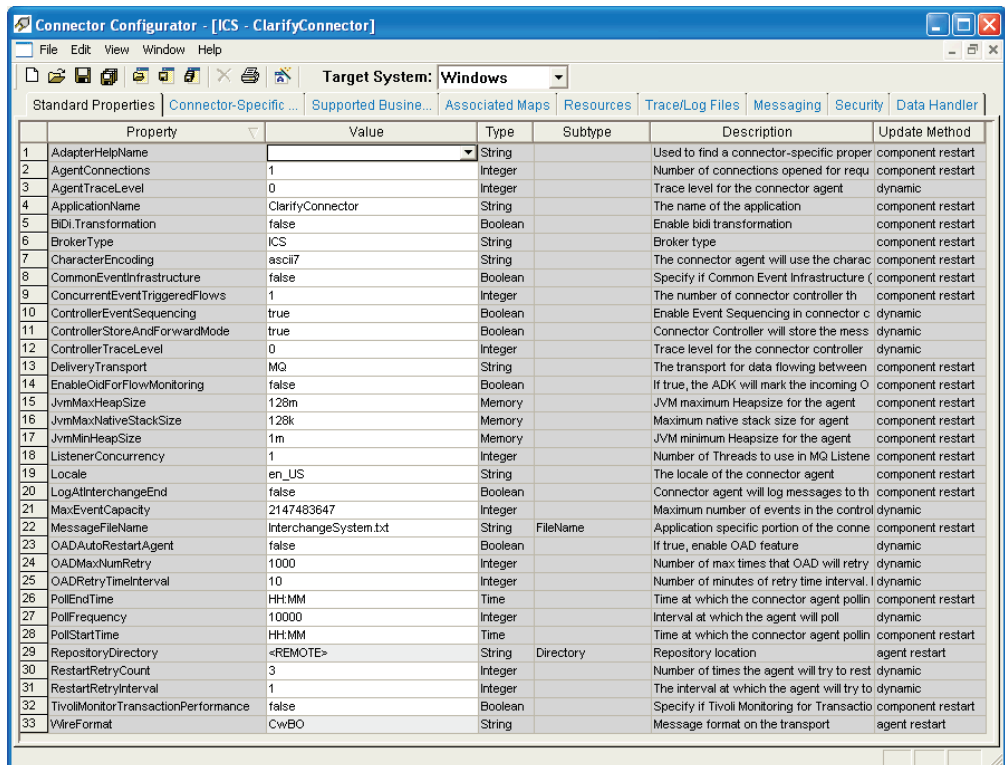 Connector Configurator - [ICS - ClarifyConnector]
File Edit View Window Help
Target System: Windows
Standard Properties Connector-Specific ... Supported Busine... Associated Maps Resources Trace/Log Files Messaging Security Data Handler
Property Value Type Subtype Description Update Method
1 AdapterHelpName String Used to find a connector-specific proper component restart
2 AgentConnections 1 Integer Number of connections opened for requ component restart
3 AgentTraceLevel 0 Integer Trace level for the connector agent dynamic
4 ApplicationName ClarifyConnector String The name of the application component restart
5 BiDi.Transformation false Boolean Enable bidi transformation component restart
6 BrokerType ICS String Broker type component restart
7 CharacterEncoding ascii7 String The connector agent will use the charac component restart
8 CommonEventInfrastructure false Boolean Specify if Common Event Infrastructure ( component restart
9 ConcurrentEventTriggeredFlows 1 Integer The number of connector controller th component restart
10 ControllerEventSequencing true Boolean Enable Event Sequencing in connector c dynamic
11 ControllerStoreAndForwardMode true Boolean Connector Controller will store the mess dynamic
12 ControllerTraceLevel 0 Integer Trace level for the connector controller dynamic
13 DeliveryTransport MQ String The transport for data flowing between component restart
14 EnableOidForFlowMonitoring false Boolean If true, the ADK will mark the incoming O component restart
15 JvmMaxHeapSize 128m Memory JVM maximum Heapsize for the agent component restart
16 JvmMaxNativeStackSize 128k Memory Maximum native stack size for agent component restart
17 JvmMinHeapSize 1m Memory JVM minimum Heapsize for the agent component restart
18 ListenerConcurrency 1 Integer Number of Threads to use in MQ Listene component restart
19 Locale en_US String The locale of the connector agent component restart
20 LogAtInterchangeEnd false Boolean Connector agent will log messages to th component restart
21 MaxEventCapacity 2147483647 Integer Maximum number of events in the control dynamic
22 MessageFileName InterchangeSystem.txt String FileName Application specific portion of the conne component restart
23 OADAutoRestartAgent false Boolean If true, enable OAD feature dynamic
24 OADMaxNumRetry 1000 Integer Number of max times that OAD will retry dynamic
25 OADRetryTimeInterval 10 Integer Number of minutes of retry time interval. I dynamic
26 PollEndTime HH:MM Time Time at which the connector agent pollin component restart
27 PollFrequency 10000 Integer Interval at which the agent will poll dynamic
28 PollStartTime HH:MM Time Time at which the connector agent pollin component restart
29 RepositoryDirectory <REMOTE> String Directory Repository location agent restart
30 RestartRetryCount 3 Integer Number of times the agent will try to rest dynamic
31 RestartRetryInterval 1 Integer The interval at which the agent will try to dynamic
32 TivoliMonitorTransactionPerformance false Boolean Specify if Tivoli Monitoring for Transactio component restart
33 WireFormat CwBO String Message format on the transport agent restart